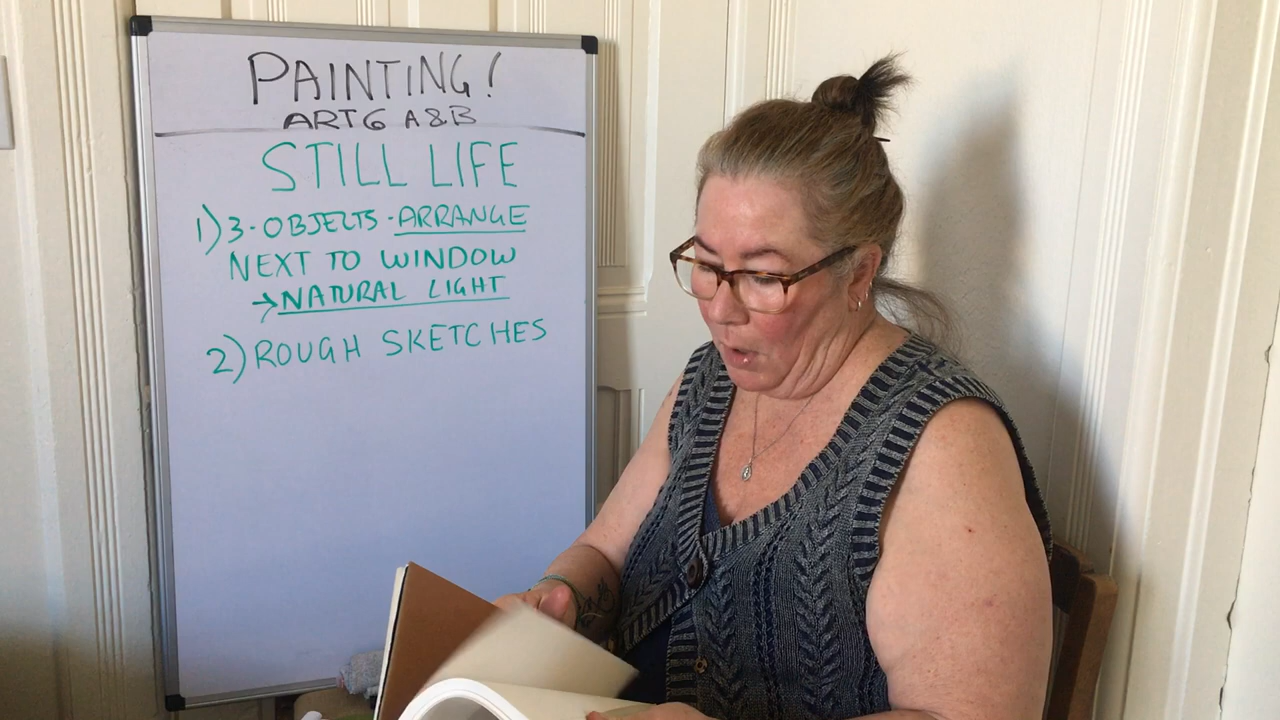 PAINTING!
ART6 A&B
STILL LIFE
1) 3-OBJECTS-ARRANGE
NEXT TO WINDOW
→NATURAL LIGHT
2) ROUGH SKETCHES